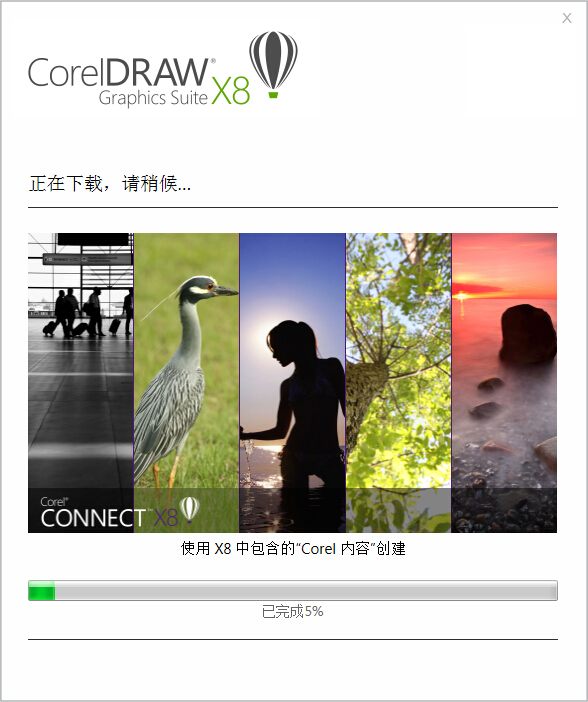 X
CorelDRAW®
Graphics Suite X8
正在下载，请稍候...
Corel®
CONNECT™ X8
使用 X8 中包含的“Corel 内容”创建
已完成5%